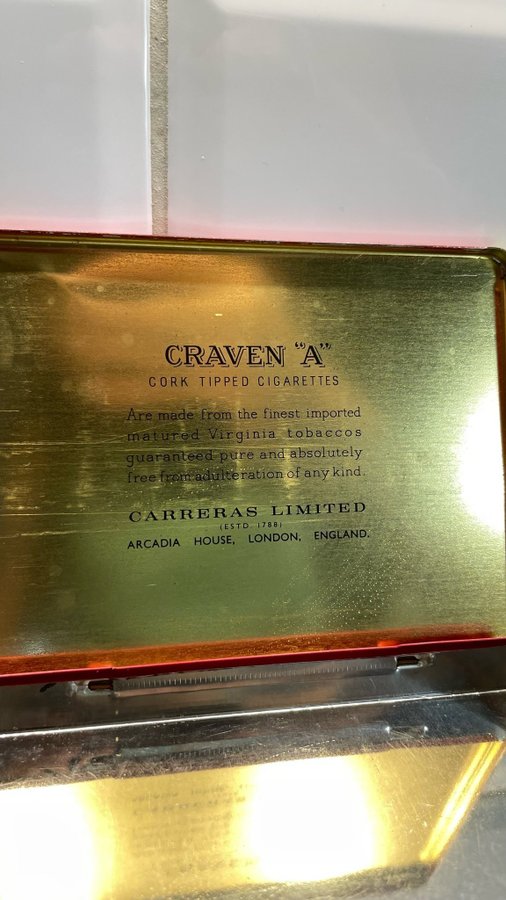 CRAVEN "A"
CORK TIPPED CIGARETTES
Are made from the finest imported
matured Virginia tobaccos
guaranteed pure and absolutely
free from adulteration of any kind.
CARRERAS LIMITED
(ESTD 1788)
ARCADIA HOUSE, LONDON, ENGLAND.